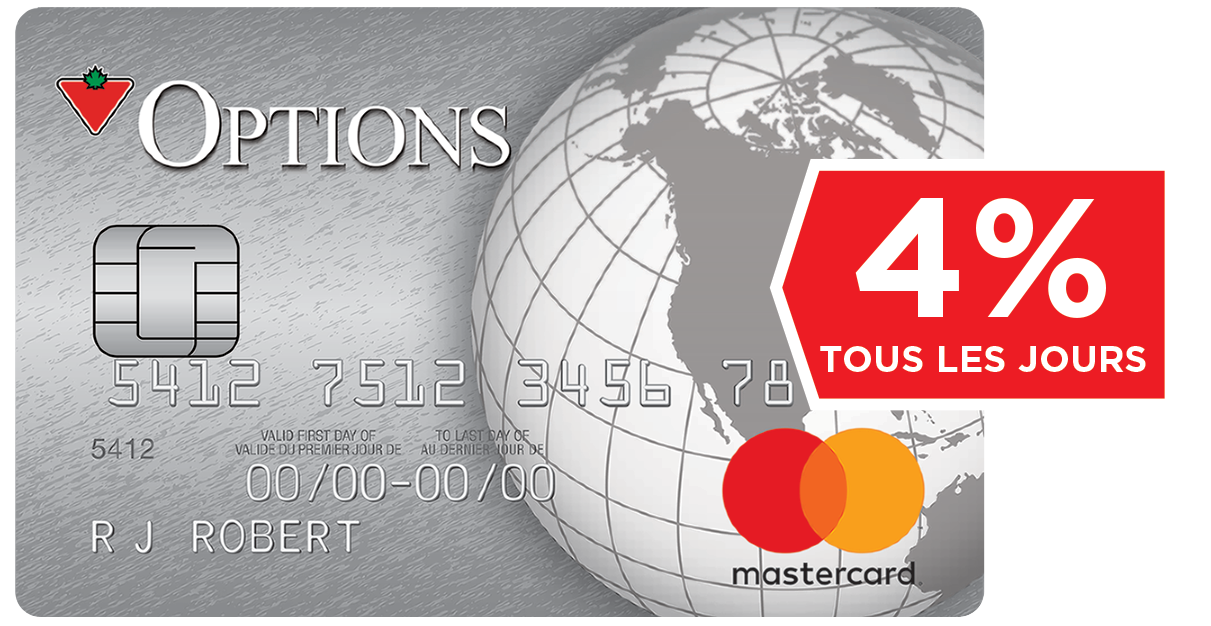 OPTIONS
4%
TOUS LES JOURS
5412 7512 3456 78
5412
VALID FIRST DAY OF TO LAST DAY OF
VALIDE DU PREMIER JOUR DE AU DERNIER JOUR DE
00/00-00/00
R J ROBERT
mastercard.